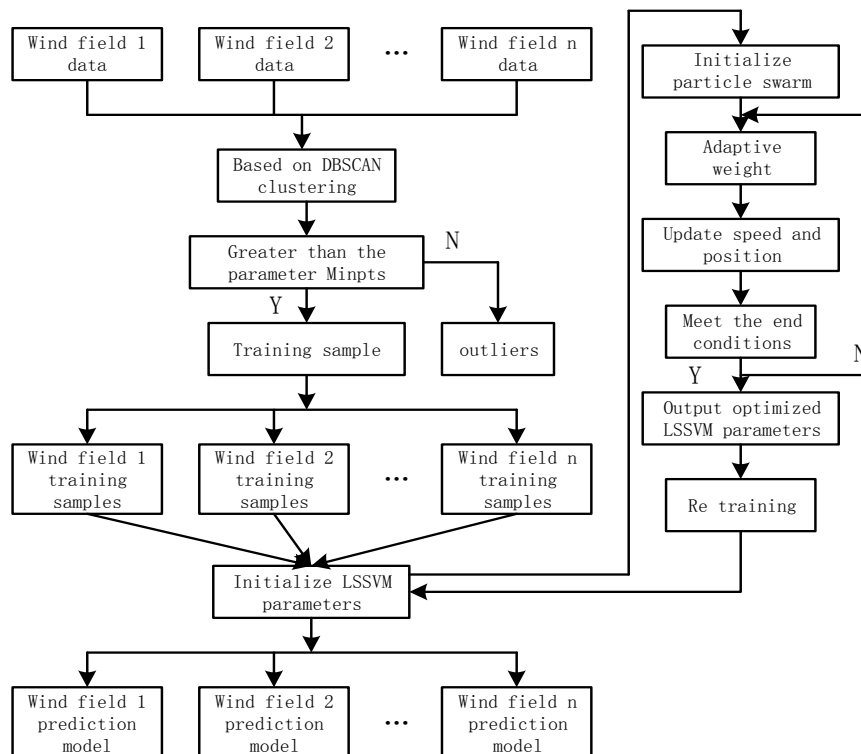 Wind field 1
data
Wind field 2
data
...
Wind field n
data
Based on DBSCAN
clustering
Greater than the
parameter Minpts
N
Y
Training sample
outliers
Wind field 1
training
samples
Wind field 2
training
samples
...
Wind field n
training
samples
Initialize LSSVM
parameters
Wind field 1
prediction
model
Wind field 2
prediction
model
...
Wind field n
prediction
model
Initialize
particle swarm
Adaptive
weight
Update speed and
position
Meet the end
conditions
N
Y
Output optimized
LSSVM parameters
Re training